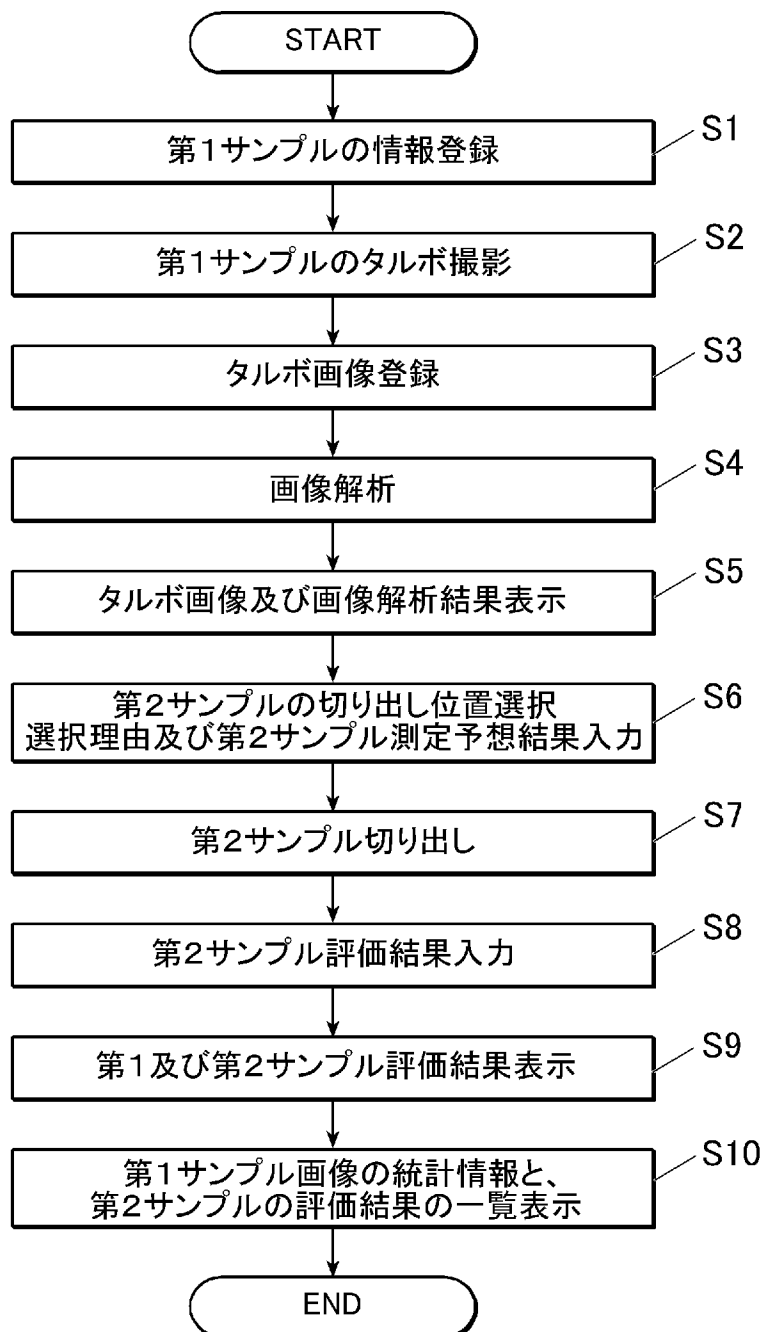 START
第１サンプルの情報登録
S1
第１サンプルのタルボ撮影
S2
タルボ画像登録
S3
画像解析
S4
タルボ画像及び画像解析結果表示
S5
第２サンプルの切り出し位置選択
選択理由及び第２サンプル測定予想結果入力
S6
第２サンプル切り出し
S7
第２サンプル評価結果入力
S8
第１及び第２サンプル評価結果表示
S9
第１サンプル画像の統計情報と、
第２サンプルの評価結果の一覧表示
S10
END